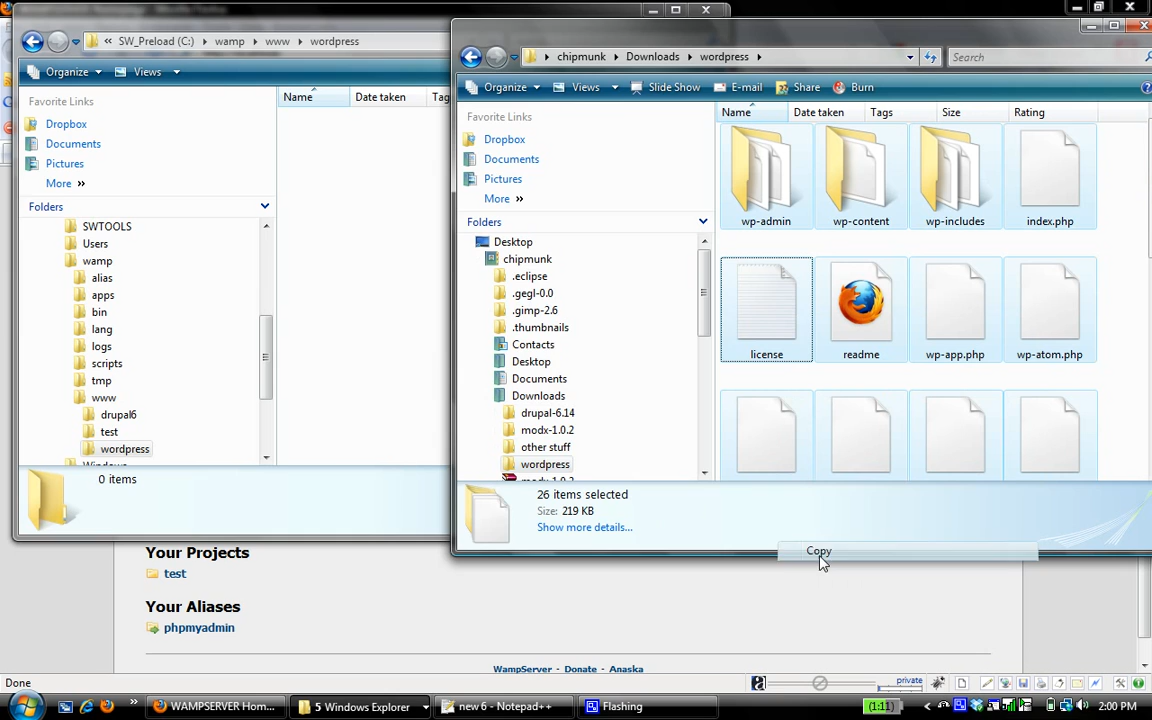 SW_Preload (C:) ▸ wamp ▸ www ▸ wordpress
Organize Views
Favorite Links
Dropbox
Documents
Pictures
More »
Folders
SWTOOLS
Users
wamp
alias
apps
bin
lang
logs
scripts
tmp
www
drupal6
test
wordpress
Name Date taken Tag
0 items
chipmunk ▸ Downloads ▸ wordpress ▸
Search
Organize Views Slide Show E-mail Share Burn
Favorite Links
Dropbox
Documents
Pictures
More »
Folders
Desktop
chipmunk
.eclipse
.gegl-0.0
.gimp-2.6
.thumbnails
Contacts
Desktop
Documents
Downloads
drupal-6.14
modx-1.0.2
other stuff
wordpress
modx-1.0.2
Name Date taken Tags Size Rating
wp-admin wp-content wp-includes index.php
license readme wp-app.php wp-atom.php
26 items selected
Size: 219 KB
Show more details...
Copy
Your Projects
test
Your Aliases
phpmyadmin
WampServer - Donate - Anaska
Done
private
WAMPSERVER Hom... 5 Windows Explorer new 6 - Notepad++ Flashing
(1:11)
2:00 PM